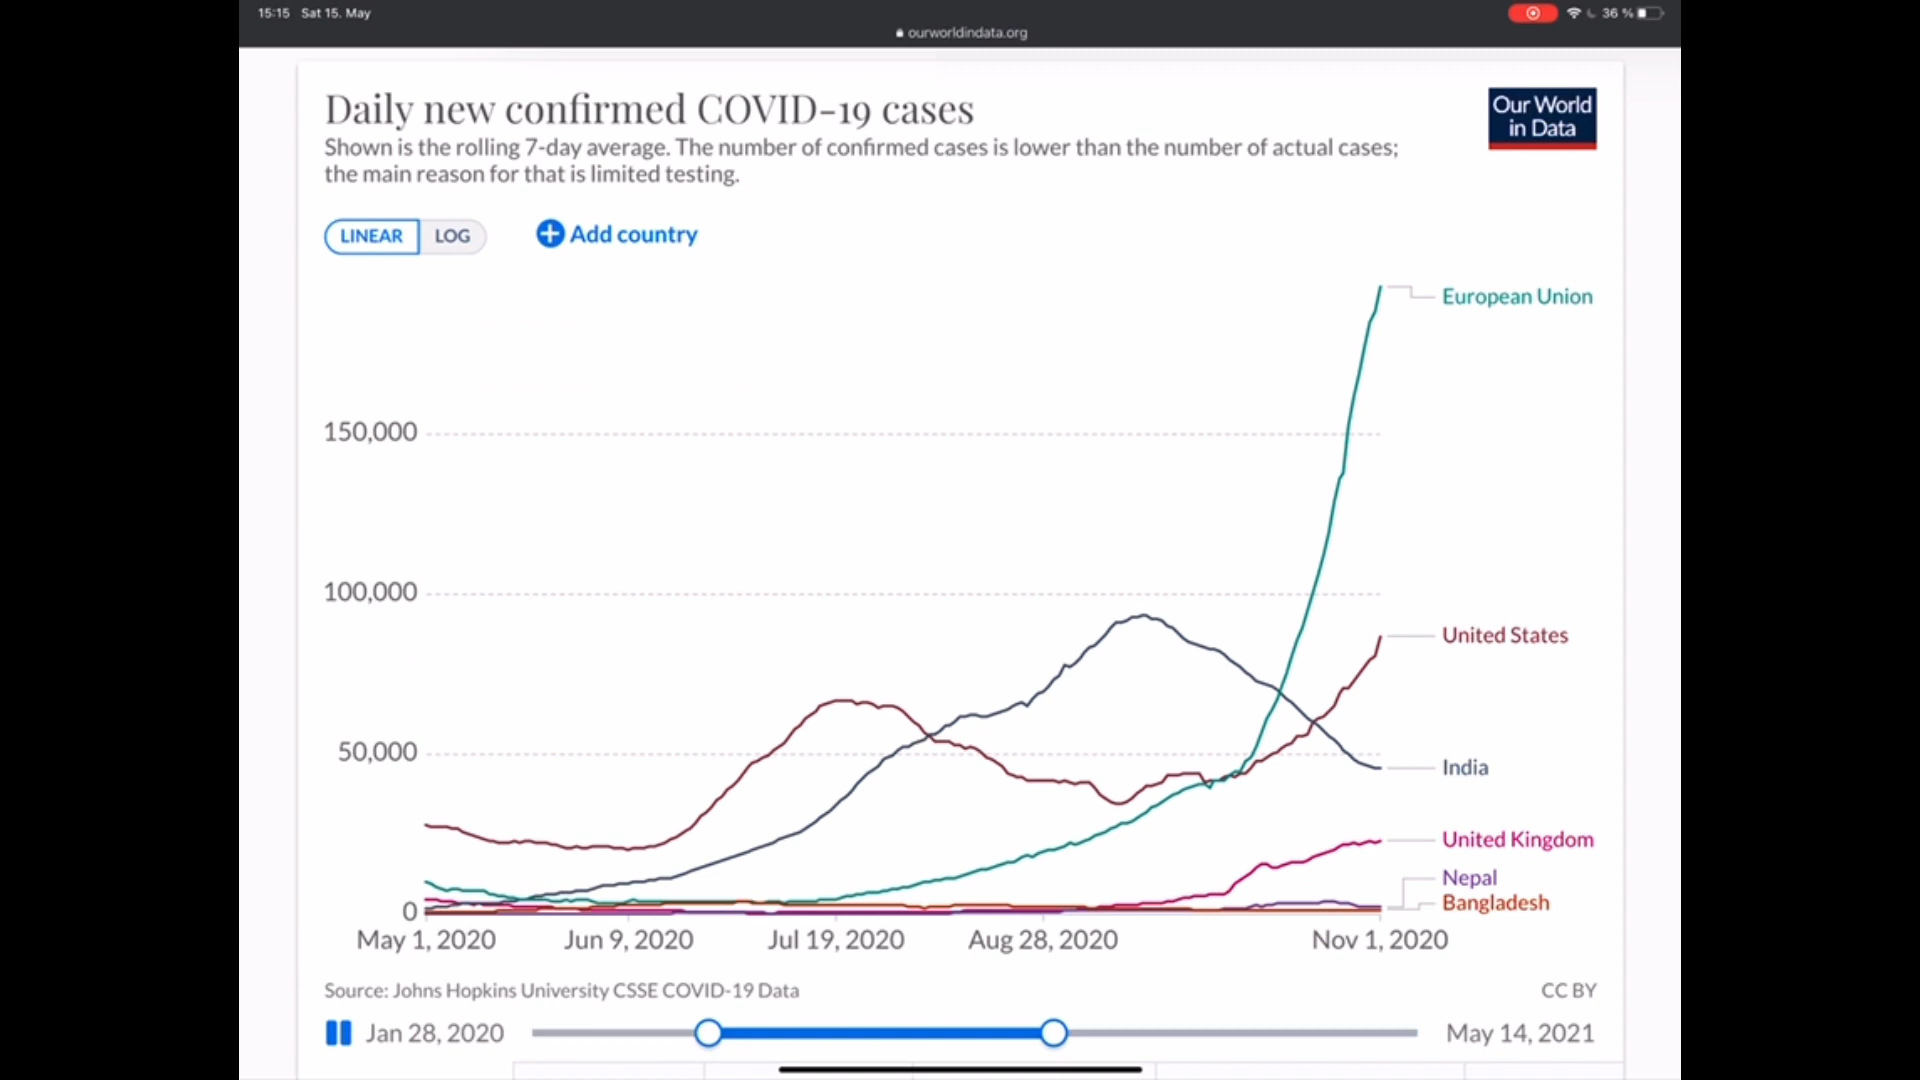 15:15 Sat 15. May
36 %
ourworldindata.org
Daily new confirmed COVID-19 cases
Our World
in Data
Shown is the rolling 7-day average. The number of confirmed cases is lower than the number of actual cases;
the main reason for that is limited testing.
LINEAR LOG
Add country
European Union
150,000
100,000
United States
50,000
India
United Kingdom
Nepal
Bangladesh
0
May 1, 2020 Jun 9, 2020 Jul 19, 2020 Aug 28, 2020 Nov 1, 2020
Source: Johns Hopkins University CSSE COVID-19 Data
CC BY
Jan 28, 2020
May 14, 2021